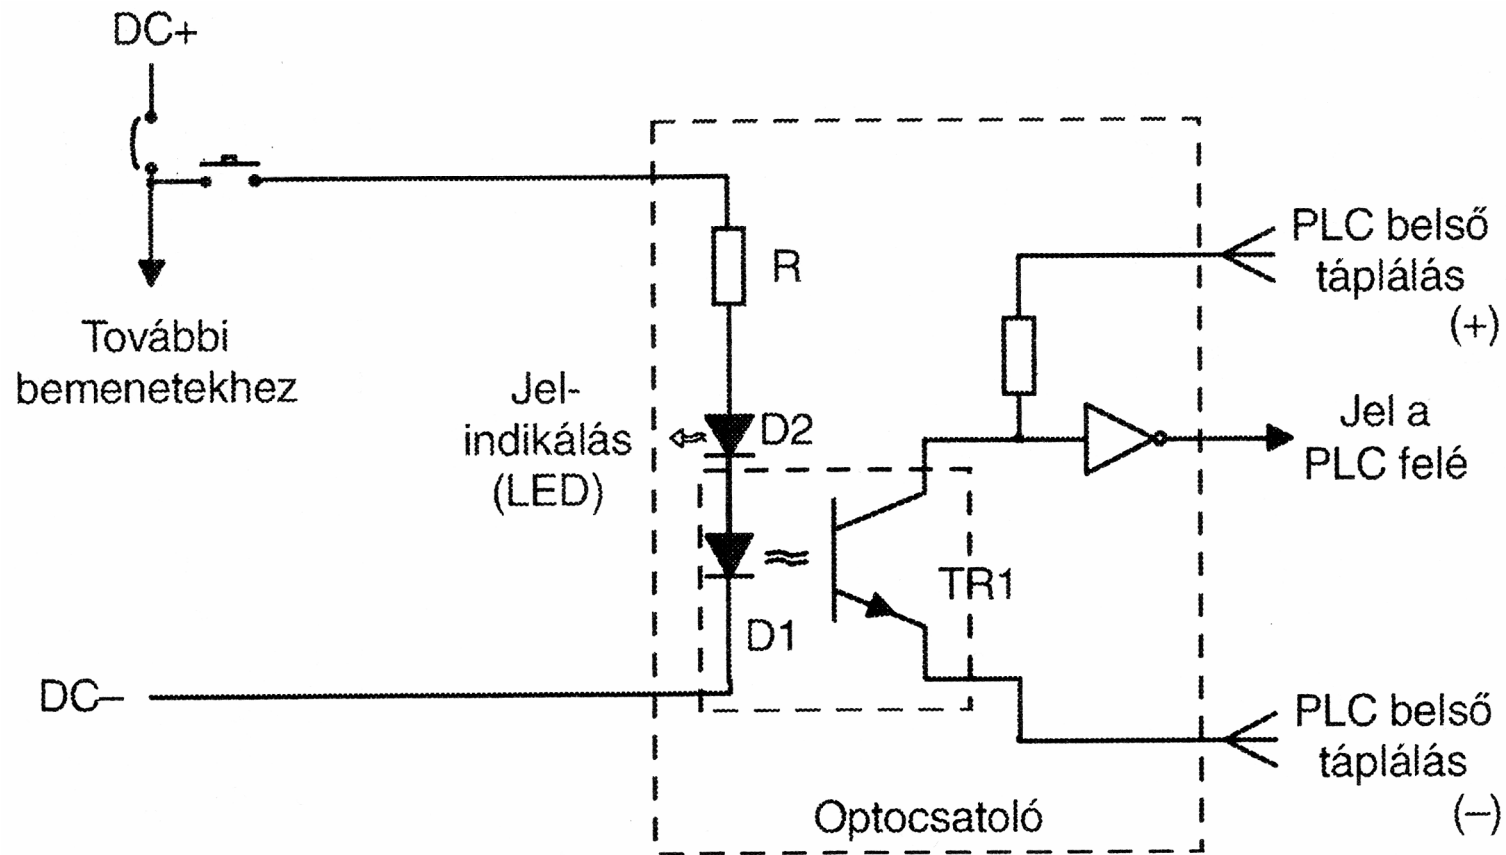 DC+
További
bemenetekhez
Jel-
indikálás
(LED)
R
D2
D1
TR1
DC–
Optocsatoló
PLC belső
táplálás
(+)
Jel a
PLC felé
PLC belső
táplálás
(–)